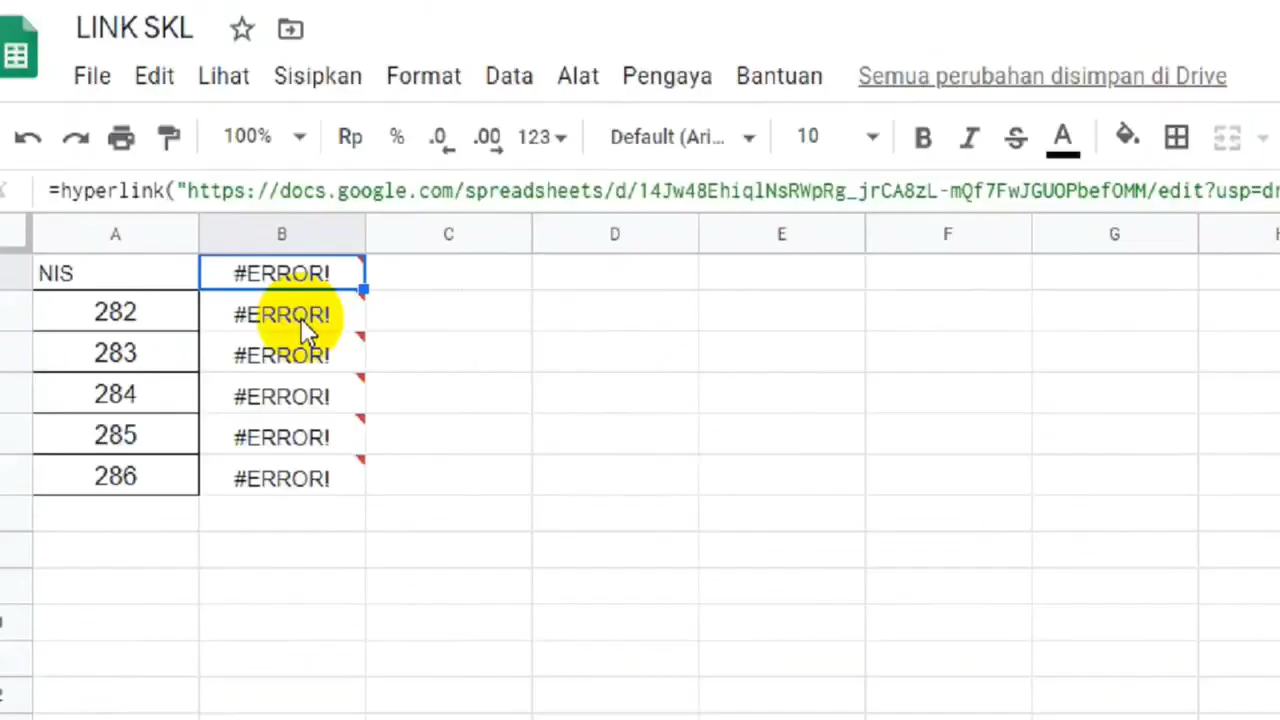 LINK SKL
File Edit Lihat Sisipkan Format Data Alat Pengaya Bantuan Semua perubahan disimpan di Drive
100% Rp % .0 .00 123 Default (Ari... 10 B I S A
=hyperlink("https://docs.google.com/spreadsheets/d/14Jw48EhiqlNsRWpRg_jrCA8zL-mQf7FwJGUOPbefOMM/edit?usp=dr
A B C D E F G H
NIS #ERROR!
282 #ERROR!
283 #ERROR!
284 #ERROR!
285 #ERROR!
286 #ERROR!